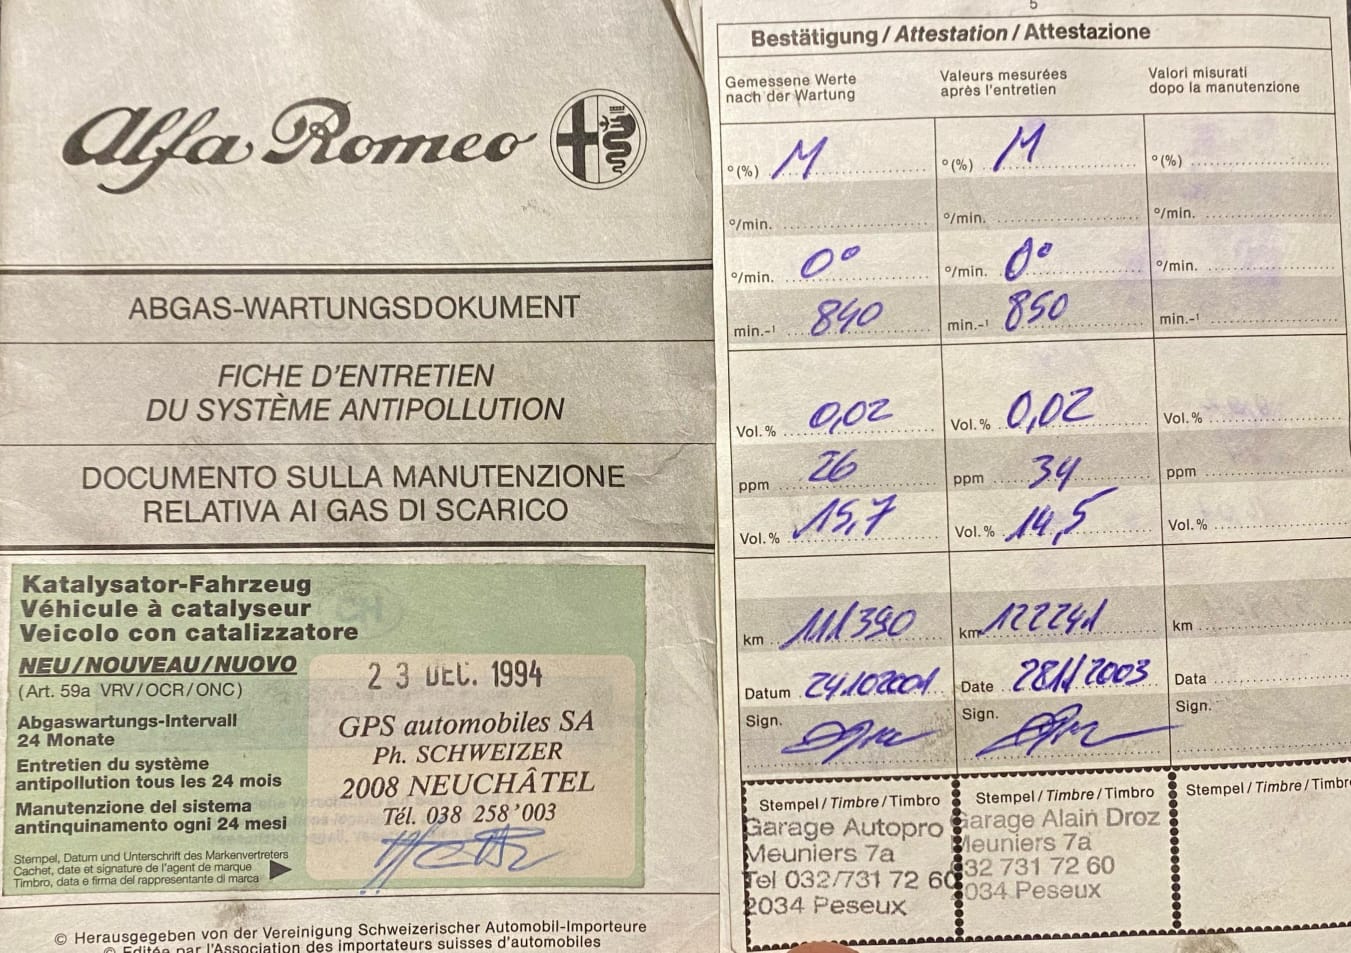 Alfa Romeo
ABGAS-WARTUNGSDOKUMENT
FICHE D'ENTRETIEN
DU SYSTÈME ANTIPOLLUTION
DOCUMENTO SULLA MANUTENZIONE
RELATIVA AI GAS DI SCARICO
Katalysator-Fahrzeug
Véhicule à catalyseur
Veicolo con catalizzatore
NEU/NOUVEAU/NUOVO
(Art. 59a VRV/OCR/ONC)
Abgaswartungs-Intervall
24 Monate
Entretien du système
antipollution tous les 24 mois
Manutenzione del sistema
antinquinamento ogni 24 mesi
Stempel, Datum und Unterschrift des Markenvertreters
Cachet, date et signature de l'agent de marque
Timbro, data e firma del rappresentante di marca
23 DEC. 1994
GPS automobiles SA
Ph. SCHWEIZER
2008 NEUCHÂTEL
Tél. 038 258'003
© Herausgegeben von der Vereinigung Schweizerischer Automobil-Importeure
© Editée par l'Association des importateurs suisses d'automobiles
5
Bestätigung / Attestation / Attestazione
Gemessene Werte
nach der Wartung
Valeurs mesurées
après l'entretien
Valori misurati
dopo la manutenzione
°(%) M °(%) M °(%)
°/min. °/min. °/min.
°/min. 0° °/min. 0° °/min.
min.-¹ 840 min.-¹ 850 min.-¹
Vol.% 0,02 Vol.% 0,02 Vol.%
ppm 26 ppm 34 ppm
Vol.% 15,7 Vol.% 14,5 Vol.%
km 111390 km 122241 km
Datum 24.10 2001 Date 28/1/2003 Data
Sign. Sign. Sign.
Stempel / Timbre / Timbro
Garage Autopro
Meuniers 7a
Tel 032/731 72 60
2034 Peseux
Stempel / Timbre / Timbro
Garage Alain Droz
Meuniers 7a
032 731 72 60
2034 Peseux
Stempel / Timbre / Timbro